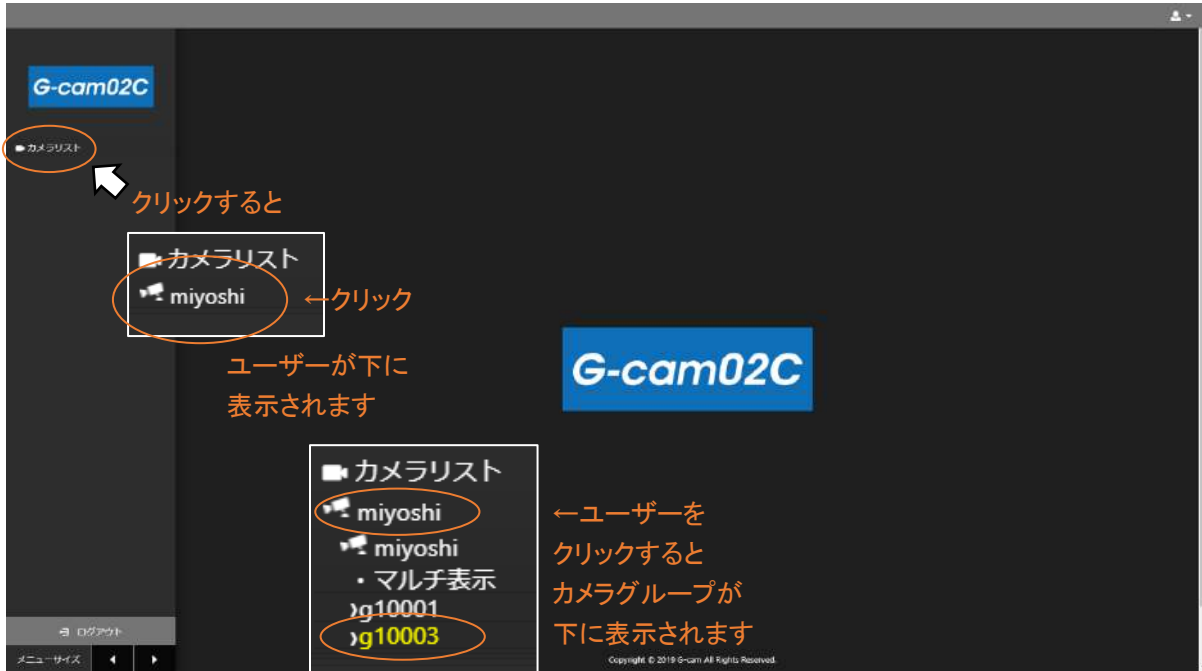 G-cam02C
カメラリスト
クリックすると
カメラリスト
miyoshi
←クリック
ユーザーが下に
表示されます
G-cam02C
カメラリスト
miyoshi
miyoshi
・マルチ表示
❯g10001
❯g10003
←ユーザーを
クリックすると
カメラグループが
下に表示されます
ログアウト
メニューサイズ
Copyright © 2019 G-cam All Rights Reserved.